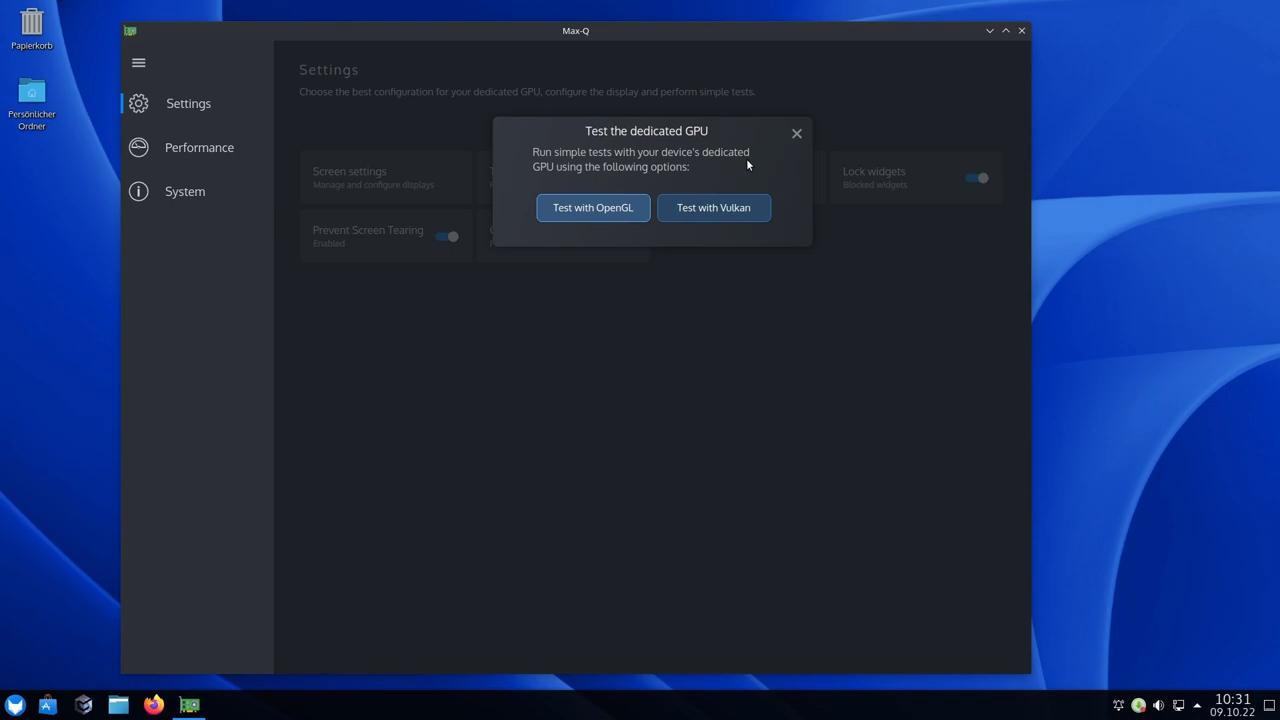 Papierkorb
Persönlicher
Ordner
Max-Q
Settings
Performance
System
Settings
Choose the best configuration for your dedicated GPU, configure the display and perform simple tests.
Test the dedicated GPU
Run simple tests with your device's dedicated
GPU using the following options:
Test with OpenGL
Test with Vulkan
Screen settings
Manage and configure displays
Lock widgets
Blocked widgets
Prevent Screen Tearing
Enabled
10:31
09.10.22